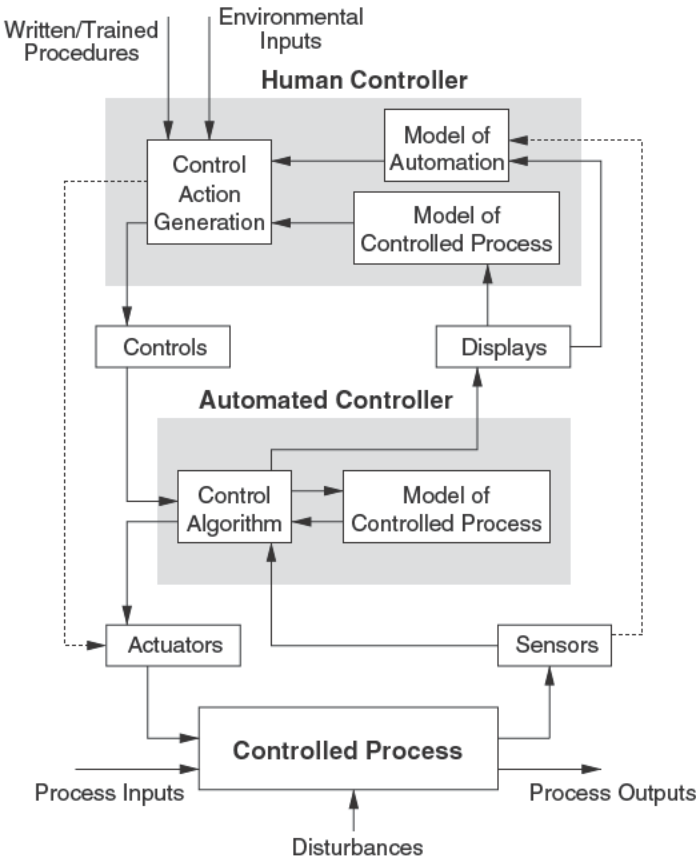 Written/Trained
Procedures
Environmental
Inputs
Human Controller
Control
Action
Generation
Model of
Automation
Model of
Controlled Process
Controls
Displays
Automated Controller
Control
Algorithm
Model of
Controlled Process
Actuators
Sensors
Controlled Process
Process Inputs
Process Outputs
Disturbances